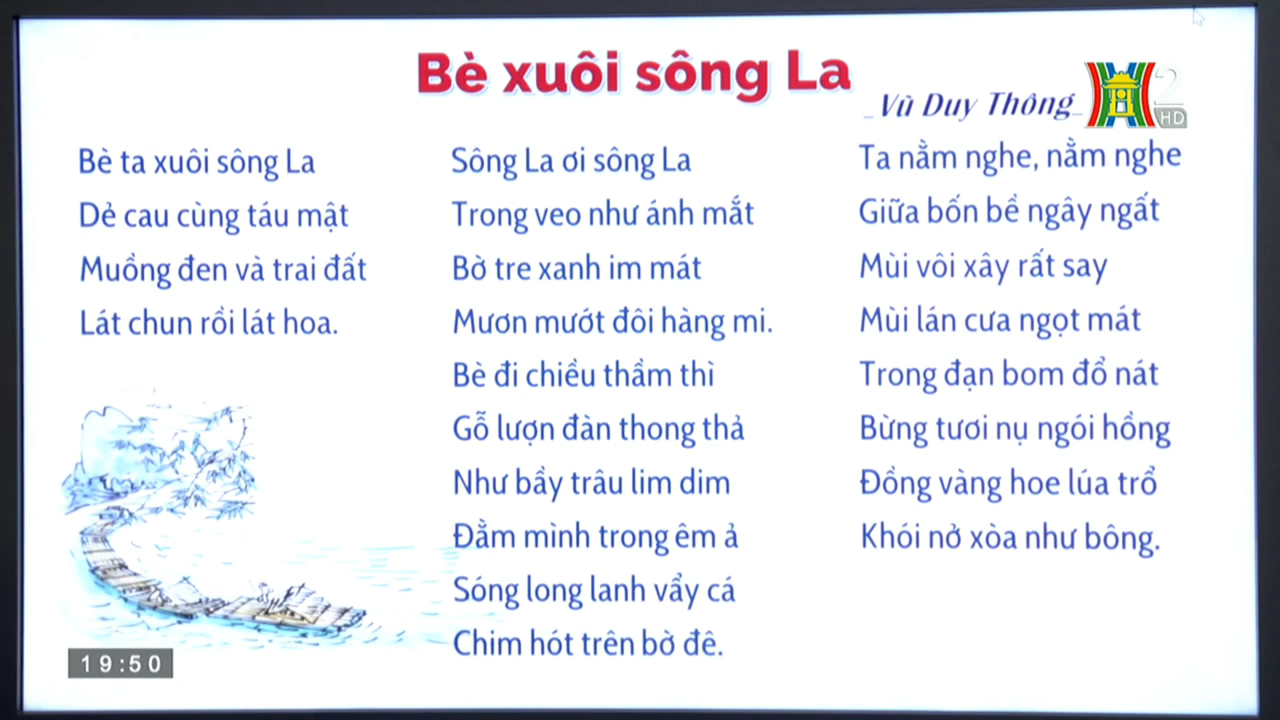 Bè xuôi sông La
_Vũ Duy Thông_
2
HD
Bè ta xuôi sông La
Dẻ cau cùng táu mật
Muồng đen và trai đất
Lát chun rồi lát hoa.
Sông La ơi sông La
Trong veo như ánh mắt
Bờ tre xanh im mát
Mươn mướt đôi hàng mi.
Bè đi chiều thầm thì
Gỗ lượn đàn thong thả
Như bầy trâu lim dim
Đằm mình trong êm ả
Sóng long lanh vẩy cá
Chim hót trên bờ đê.
Ta nằm nghe, nằm nghe
Giữa bốn bề ngây ngất
Mùi vôi xây rất say
Mùi lán cưa ngọt mát
Trong đạn bom đổ nát
Bừng tươi nụ ngói hồng
Đồng vàng hoe lúa trổ
Khói nở xòa như bông.
19:50